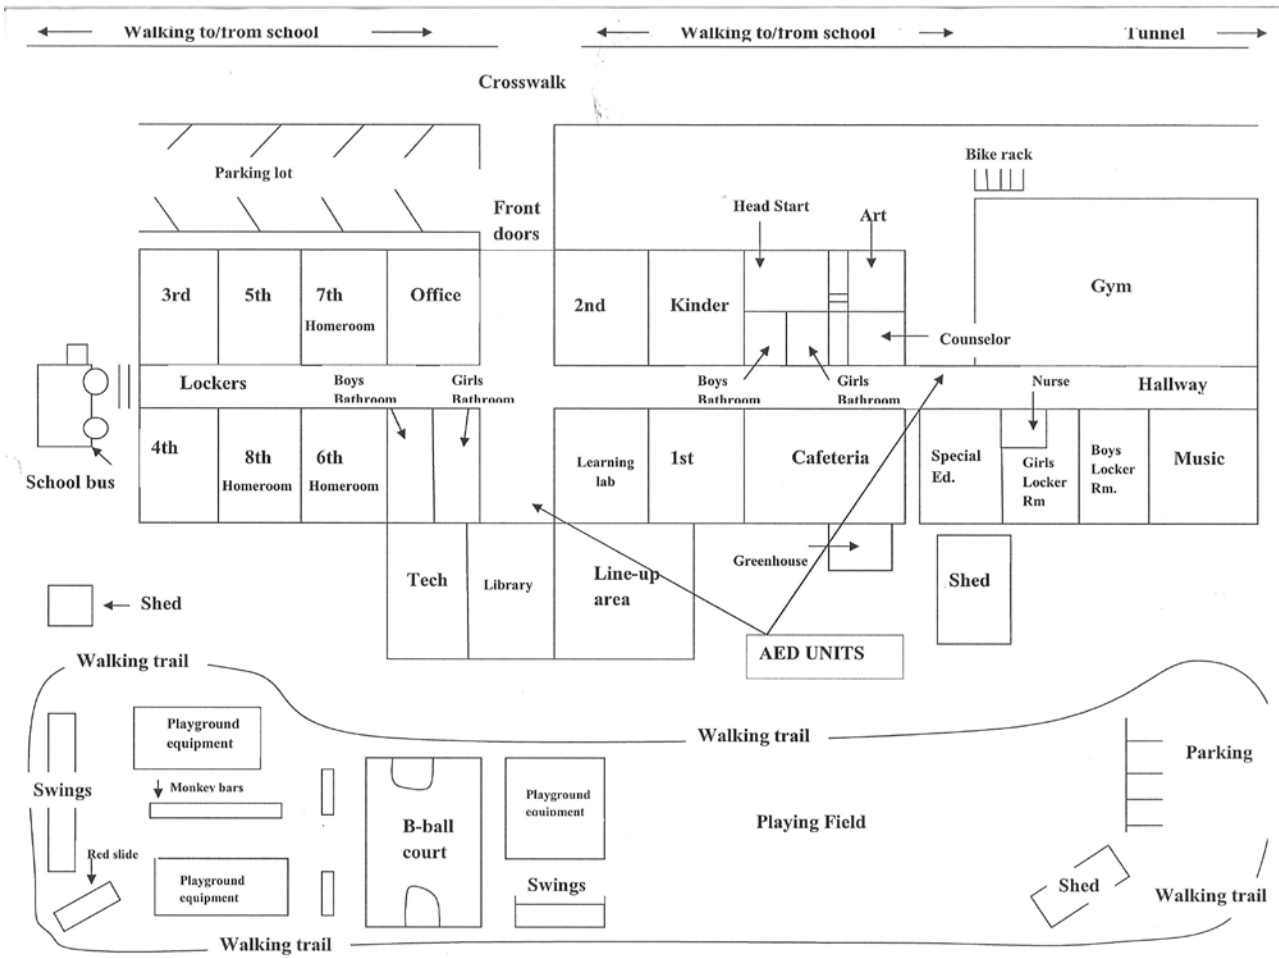 Walking to/from school
Walking to/from school
Tunnel
Crosswalk
Parking lot
Bike rack
Front
doors
Head Start
Art
3rd
5th
7th
Homeroom
Office
2nd
Kinder
Gym
Counselor
Lockers
Boys
Bathroom
Girls
Bathroom
Boys
Bathroom
Girls
Bathroom
Nurse
Hallway
School bus
4th
8th
Homeroom
6th
Homeroom
Learning
lab
1st
Cafeteria
Special
Ed.
Girls
Locker
Rm
Boys
Locker
Rm.
Music
Tech
Library
Line-up
area
Greenhouse
Shed
Shed
AED UNITS
Walking trail
Walking trail
Playground
equipment
Swings
Monkey bars
Red slide
Playground
equipment
B-ball
court
Playground
equipment
Swings
Playing Field
Parking
Shed
Walking trail
Walking trail